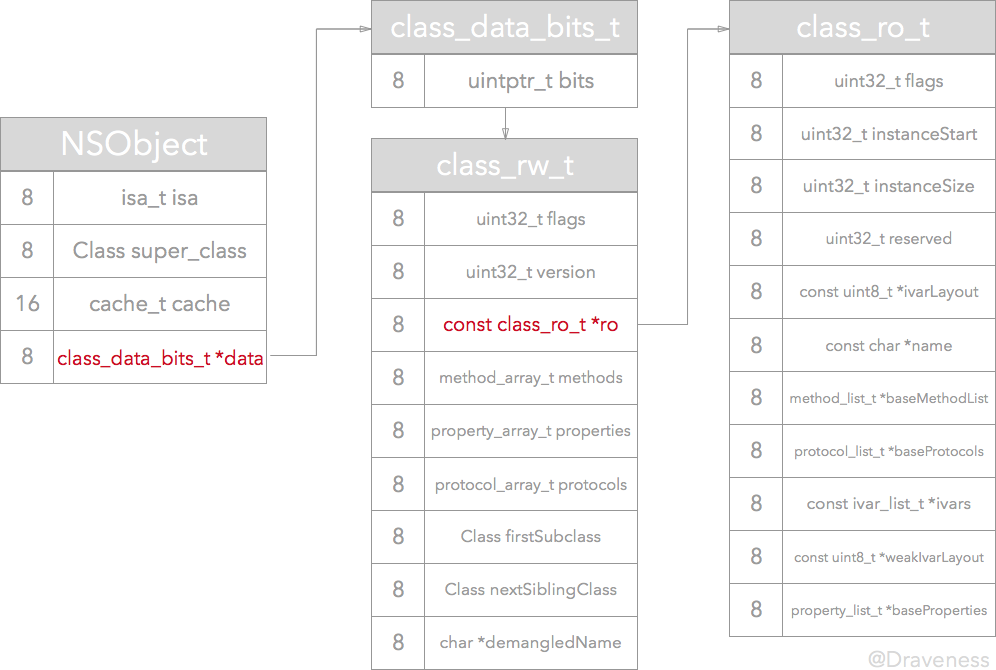 NSObject
8 isa_t isa
8 Class super_class
16 cache_t cache
8 class_data_bits_t *data
class_data_bits_t
8 uintptr_t bits
class_rw_t
8 uint32_t flags
8 uint32_t version
8 const class_ro_t *ro
8 method_array_t methods
8 property_array_t properties
8 protocol_array_t protocols
8 Class firstSubclass
8 Class nextSiblingClass
8 char *demangledName
class_ro_t
8 uint32_t flags
8 uint32_t instanceStart
8 uint32_t instanceSize
8 uint32_t reserved
8 const uint8_t *ivarLayout
8 const char *name
8 method_list_t *baseMethodList
8 protocol_list_t *baseProtocols
8 const ivar_list_t *ivars
8 const uint8_t *weakIvarLayout
8 property_list_t *baseProperties
@Draveness